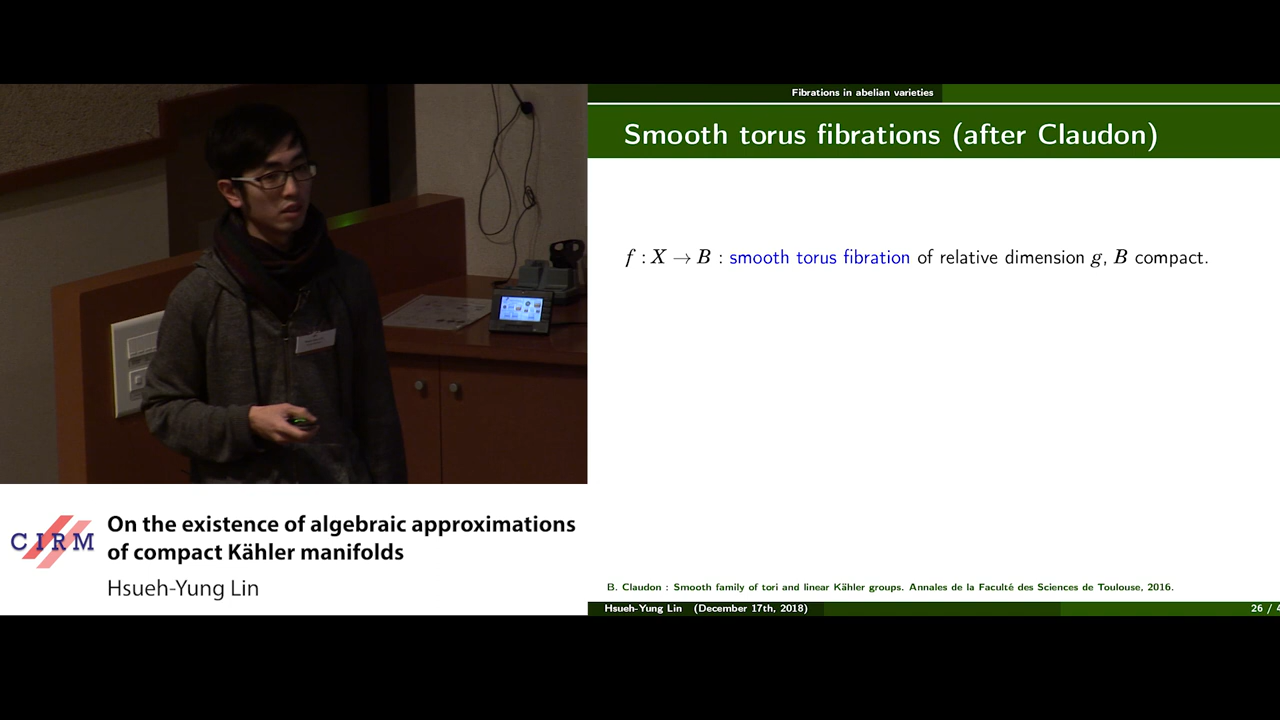 Fibrations in abelian varieties
Smooth torus fibrations (after Claudon)
f : X → B : smooth torus fibration of relative dimension g, B compact.
B. Claudon : Smooth family of tori and linear Kähler groups. Annales de la Faculté des Sciences de Toulouse, 2016.
Hsueh-Yung Lin (December 17th, 2018)
26 / 4
CIRM
On the existence of algebraic approximations
of compact Kähler manifolds
Hsueh-Yung Lin